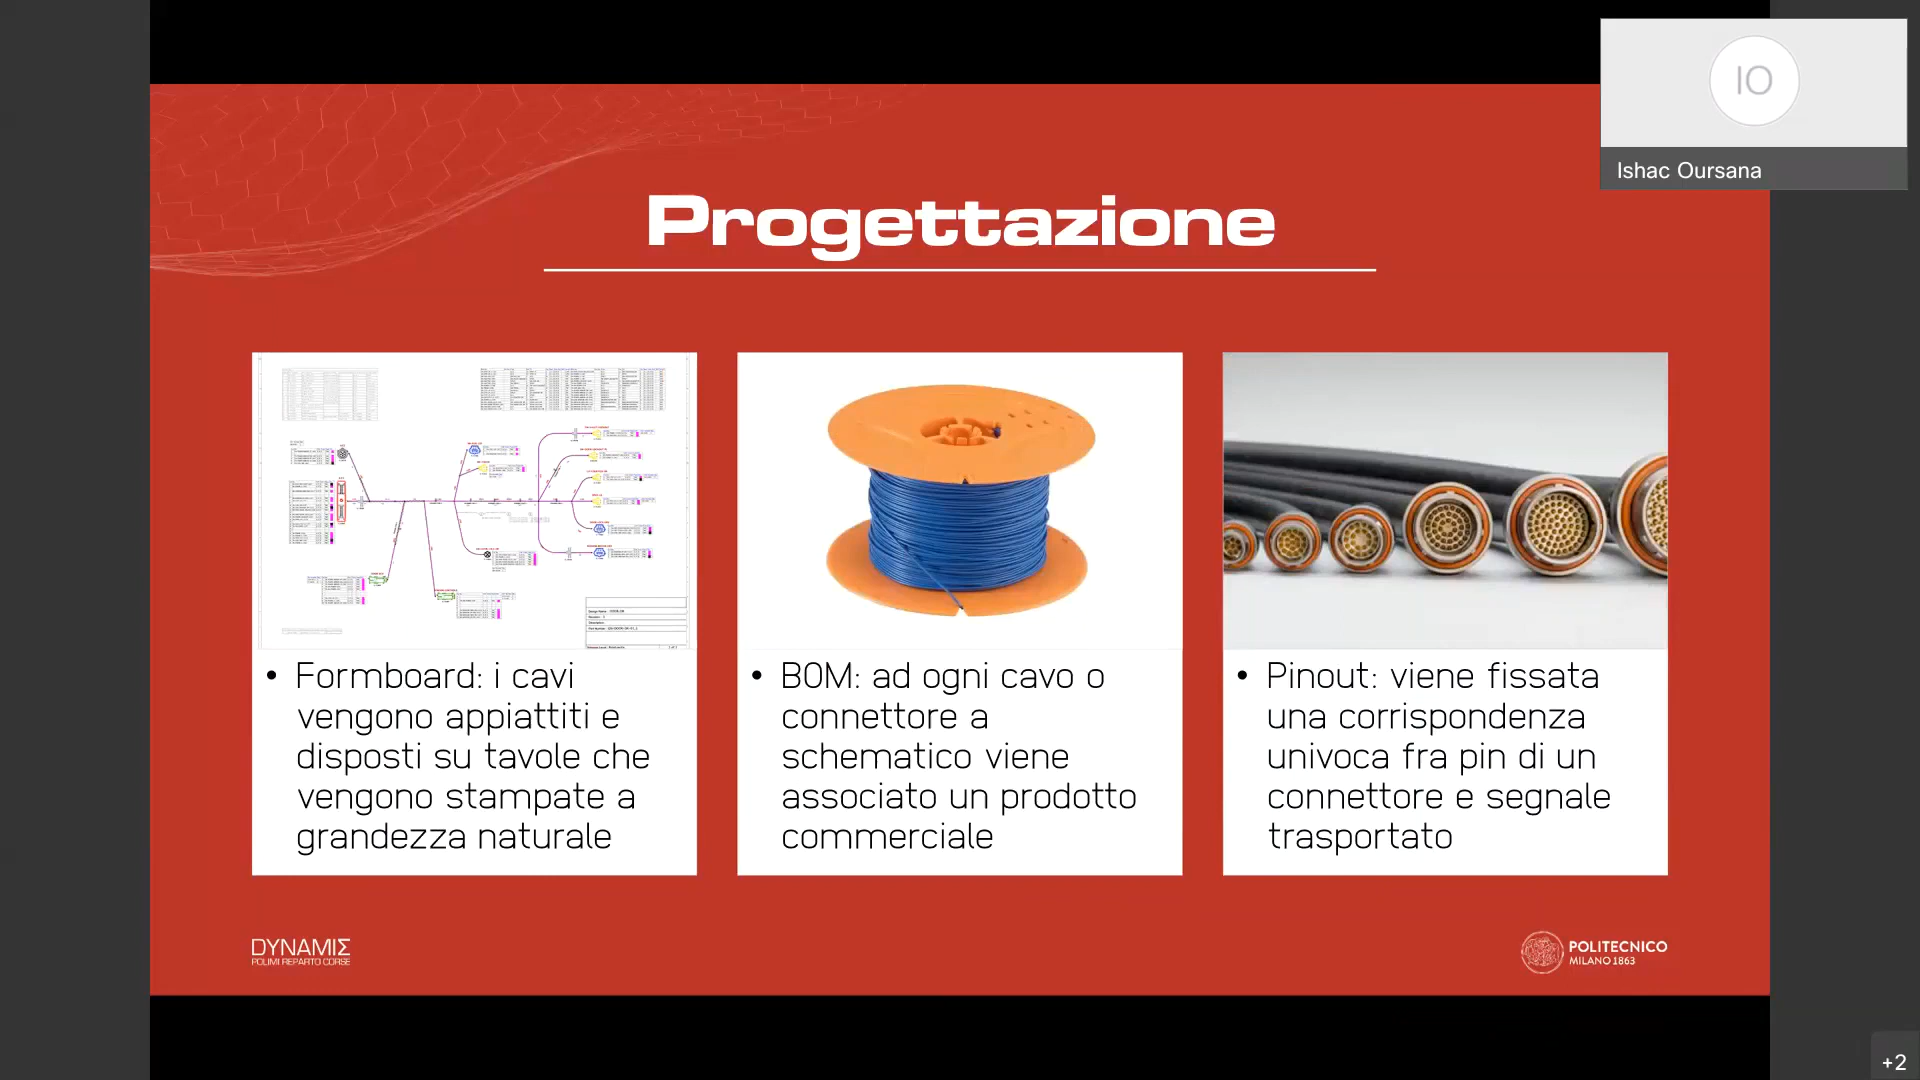 IO
Ishac Oursana
Progettazione
• Formboard: i cavi
vengono appiattiti e
disposti su tavole che
vengono stampate a
grandezza naturale
• BOM: ad ogni cavo o
connettore a
schematico viene
associato un prodotto
commerciale
• Pinout: viene fissata
una corrispondenza
univoca fra pin di un
connettore e segnale
trasportato
DYNAMIΣ
POLIMI REPARTO CORSE
POLITECNICO
MILANO 1863
+2